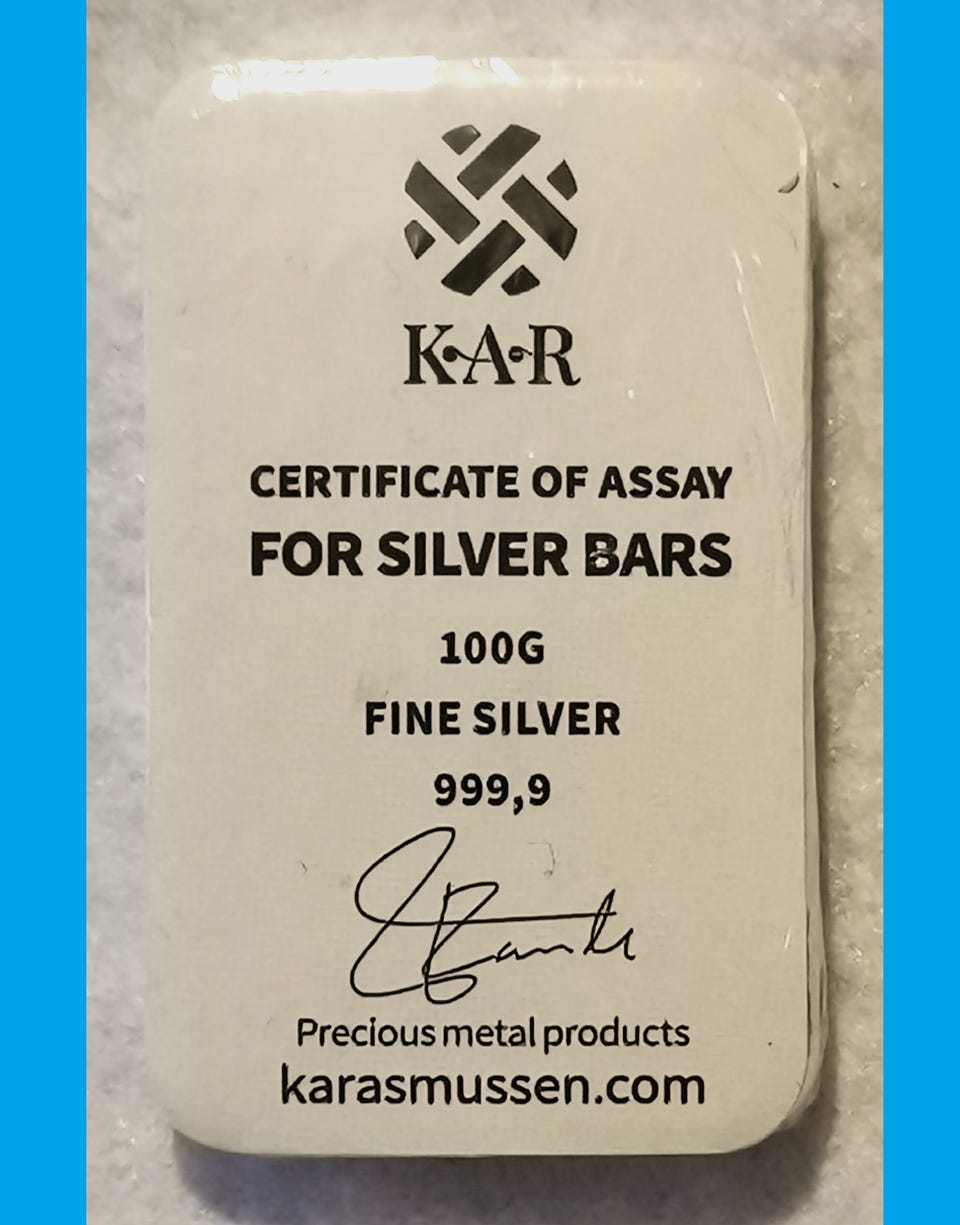 K·A·R
CERTIFICATE OF ASSAY
FOR SILVER BARS
100G
FINE SILVER
999,9
Precious metal products
karasmussen.com